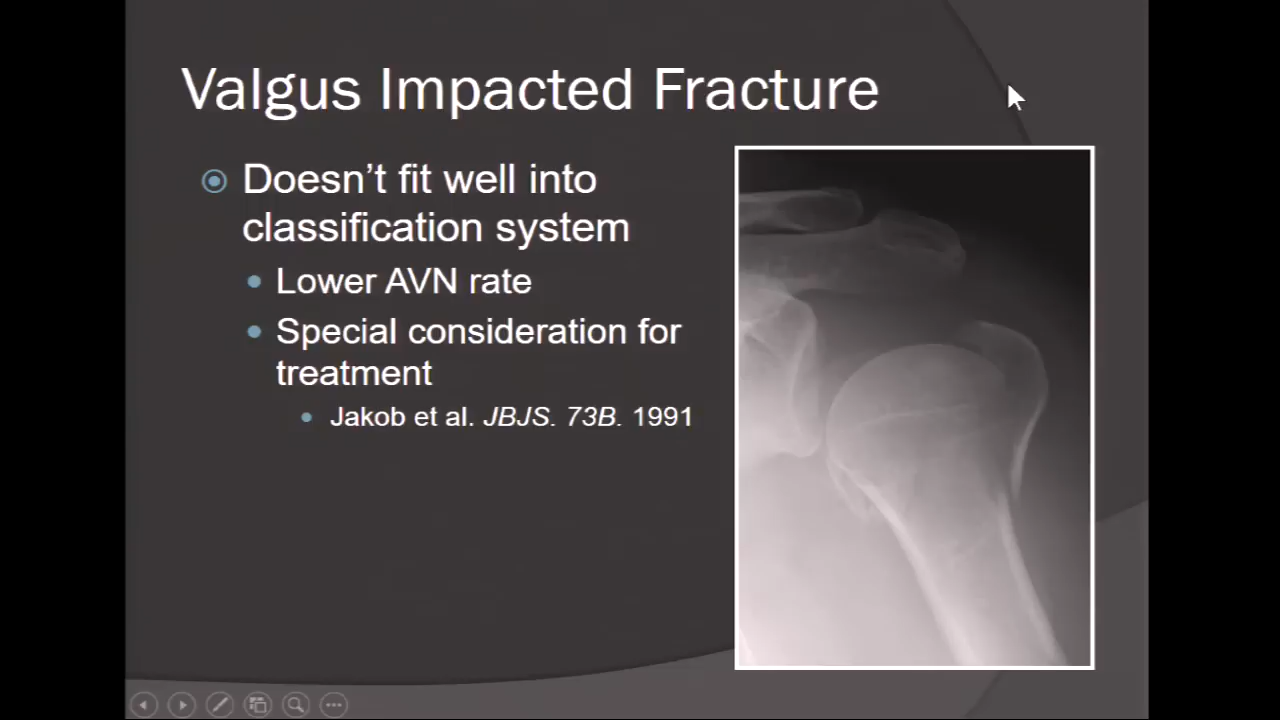 Valgus Impacted Fracture
Doesn’t fit well into
classification system
Lower AVN rate
Special consideration for
treatment
Jakob et al. JBJS. 73B. 1991